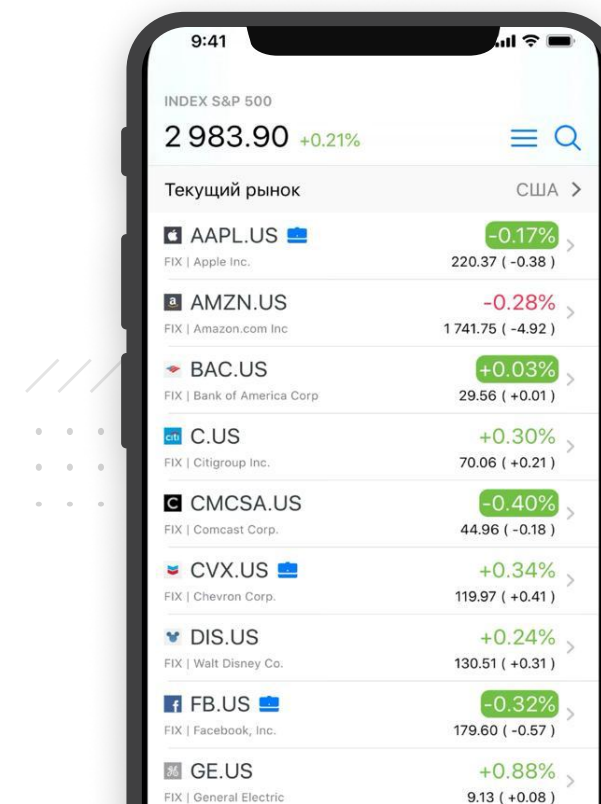 9:41
INDEX S&P 500
2 983.90 +0.21%
Текущий рынок США
AAPL.US -0.17%
FIX | Apple Inc. 220.37 ( -0.38 )
AMZN.US -0.28%
FIX | Amazon.com Inc 1 741.75 ( -4.92 )
BAC.US +0.03%
FIX | Bank of America Corp 29.56 ( +0.01 )
citi C.US +0.30%
FIX | Citigroup Inc. 70.06 ( +0.21 )
CMCSA.US -0.40%
FIX | Comcast Corp. 44.96 ( -0.18 )
CVX.US +0.34%
FIX | Chevron Corp. 119.97 ( +0.41 )
DIS.US +0.24%
FIX | Walt Disney Co. 130.51 ( +0.31 )
FB.US -0.32%
FIX | Facebook, Inc. 179.60 ( -0.57 )
GE.US +0.88%
FIX | General Electric 9.13 ( +0.08 )